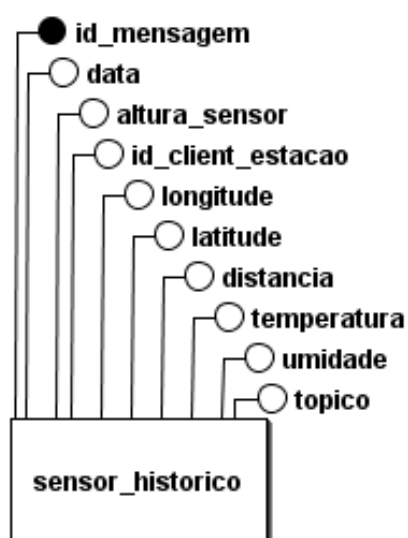 id_mensagem
data
altura_sensor
id_client_estacao
longitude
latitude
distancia
temperatura
umidade
topico
sensor_historico